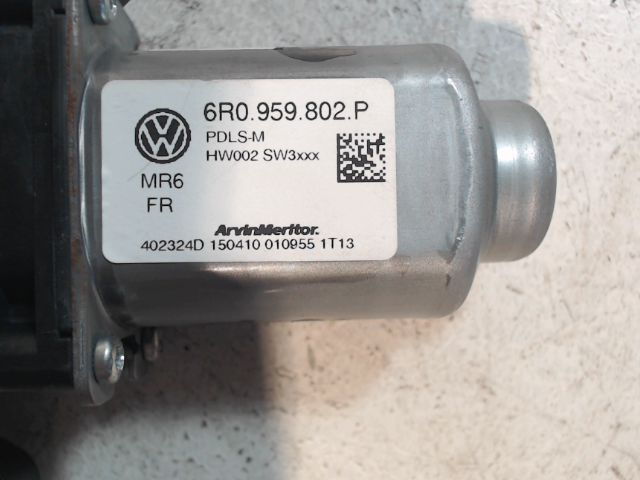 6R0.959.802.P
PDLS-M
HW002 SW3xxx
MR6
FR
ArvinMeritor.
402324D 150410 010955 1T13